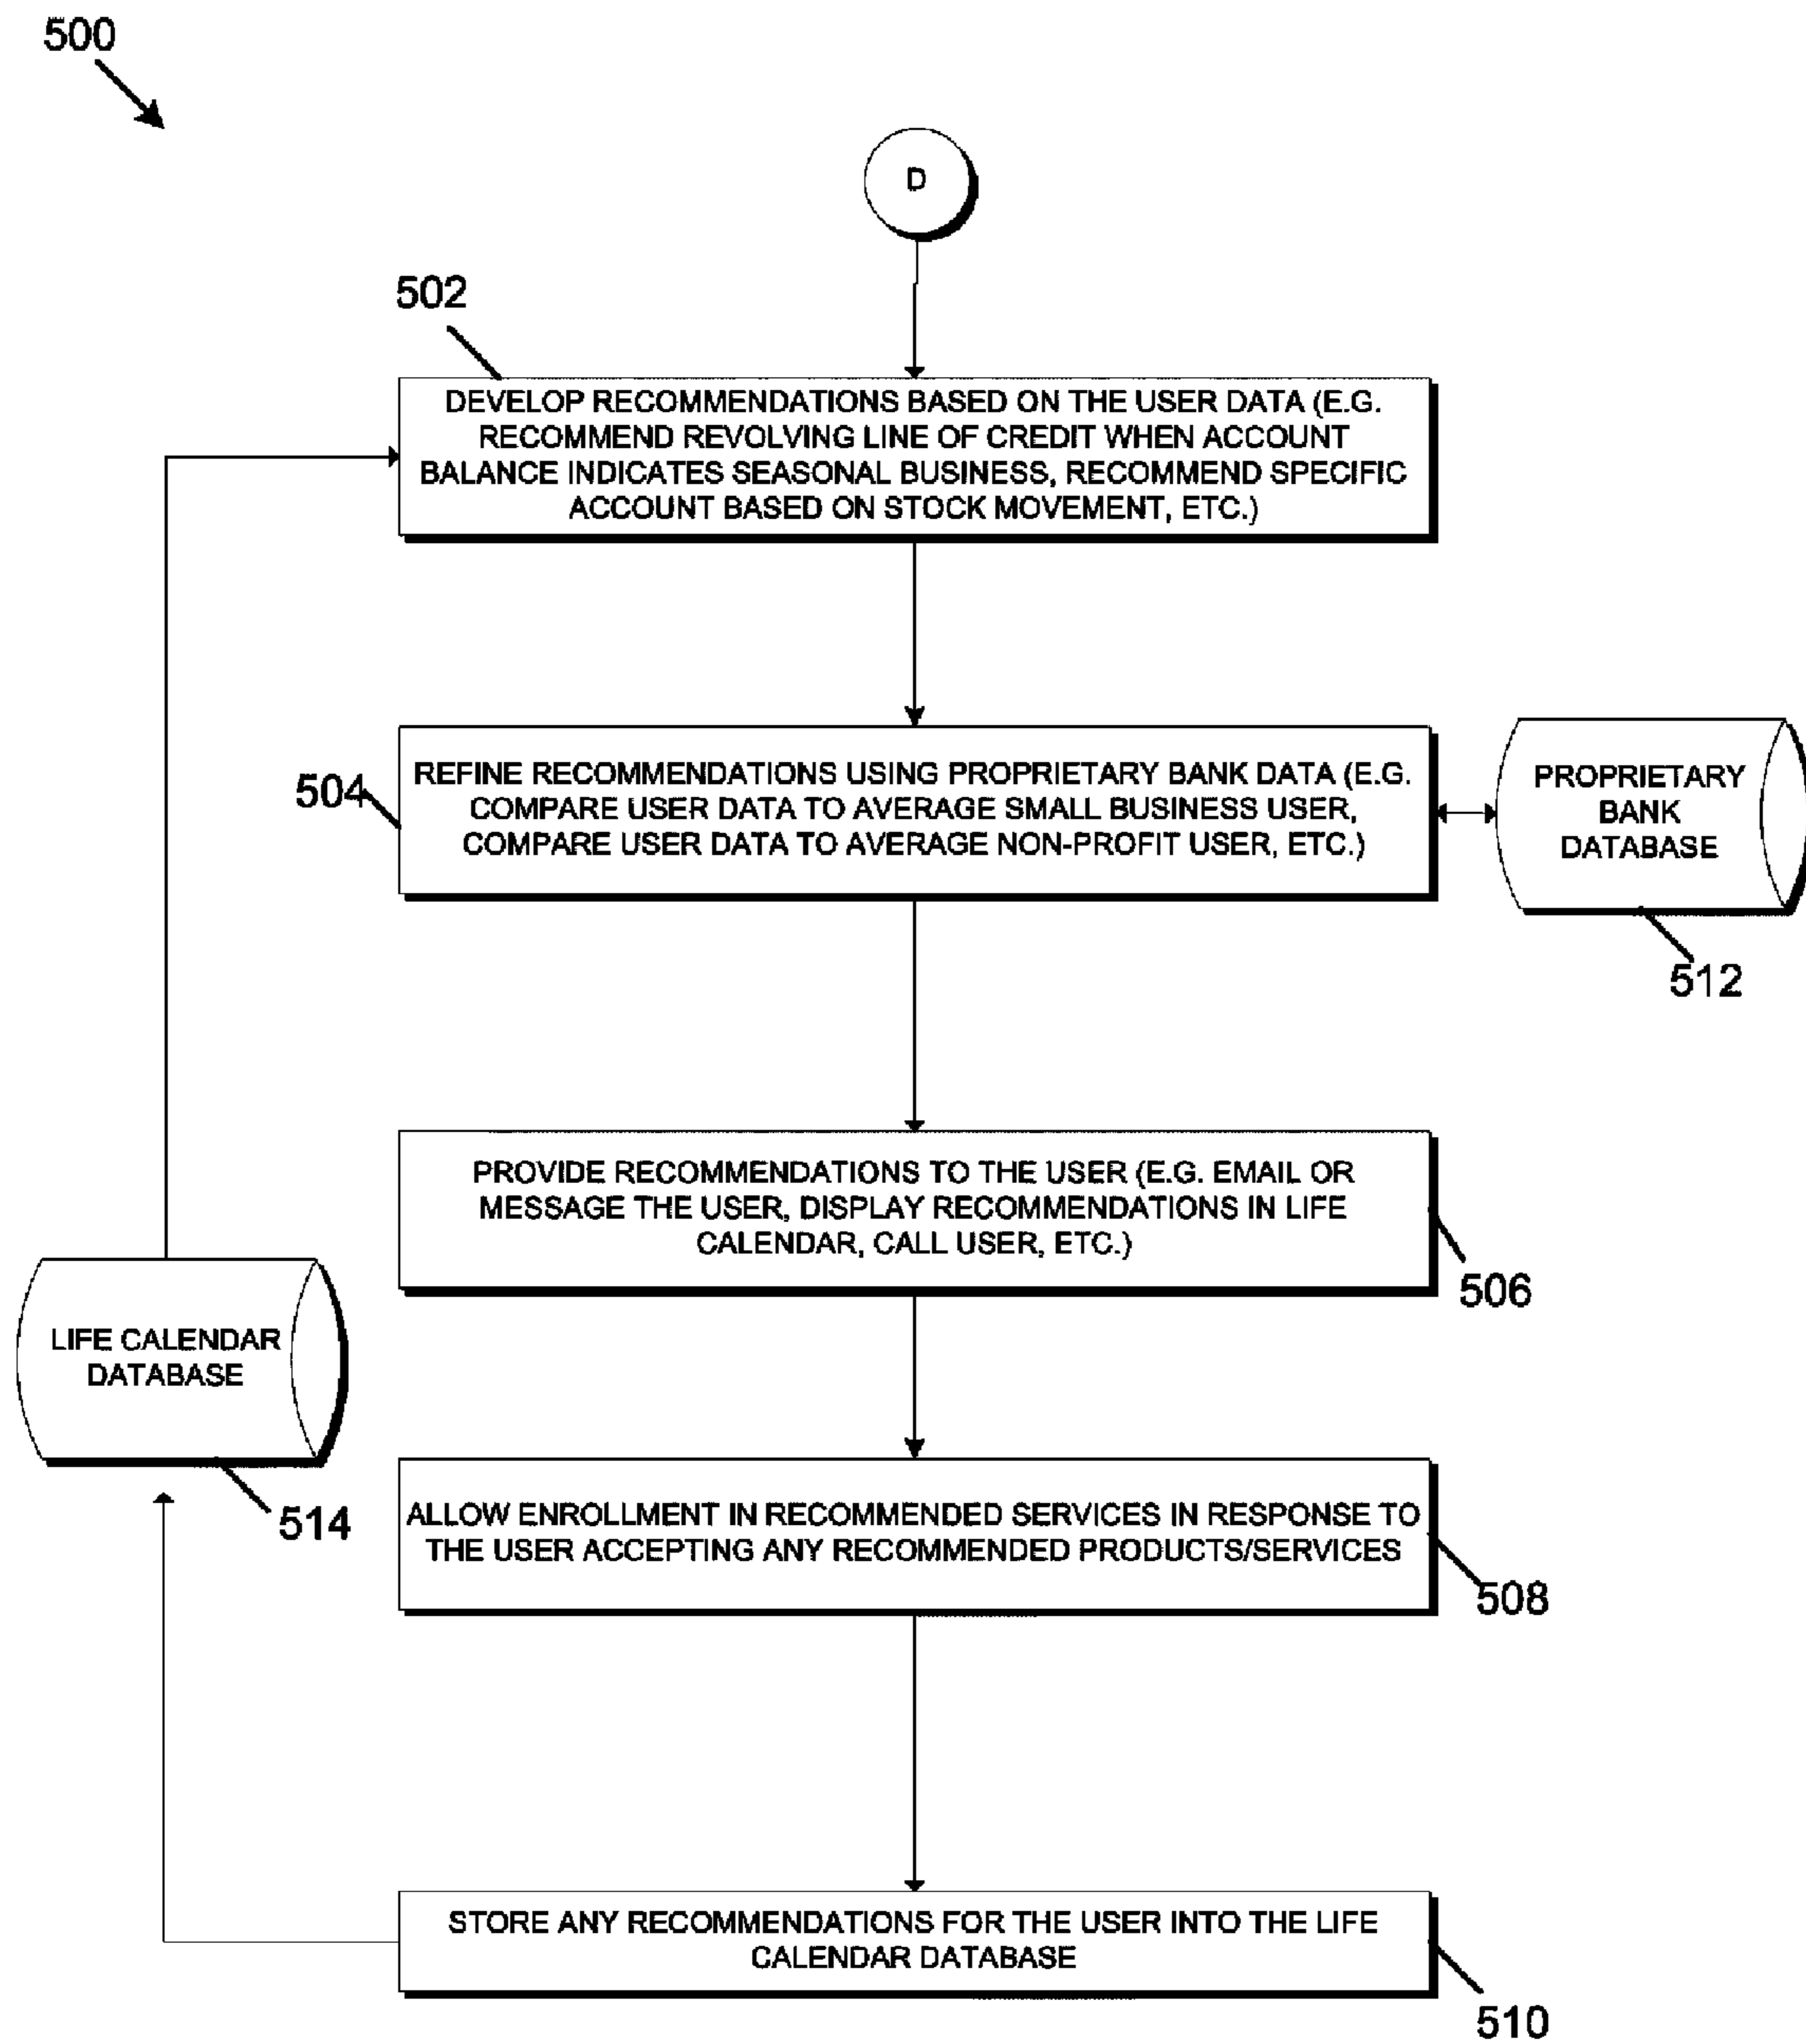 500
D
502
DEVELOP RECOMMENDATIONS BASED ON THE USER DATA (E.G.
RECOMMEND REVOLVING LINE OF CREDIT WHEN ACCOUNT
BALANCE INDICATES SEASONAL BUSINESS, RECOMMEND SPECIFIC
ACCOUNT BASED ON STOCK MOVEMENT, ETC.)
504
REFINE RECOMMENDATIONS USING PROPRIETARY BANK DATA (E.G.
COMPARE USER DATA TO AVERAGE SMALL BUSINESS USER,
COMPARE USER DATA TO AVERAGE NON-PROFIT USER, ETC.)
PROPRIETARY
BANK
DATABASE
512
PROVIDE RECOMMENDATIONS TO THE USER (E.G. EMAIL OR
MESSAGE THE USER, DISPLAY RECOMMENDATIONS IN LIFE
CALENDAR, CALL USER, ETC.)
506
LIFE CALENDAR
DATABASE
514
ALLOW ENROLLMENT IN RECOMMENDED SERVICES IN RESPONSE TO
THE USER ACCEPTING ANY RECOMMENDED PRODUCTS/SERVICES
508
STORE ANY RECOMMENDATIONS FOR THE USER INTO THE LIFE
CALENDAR DATABASE
510